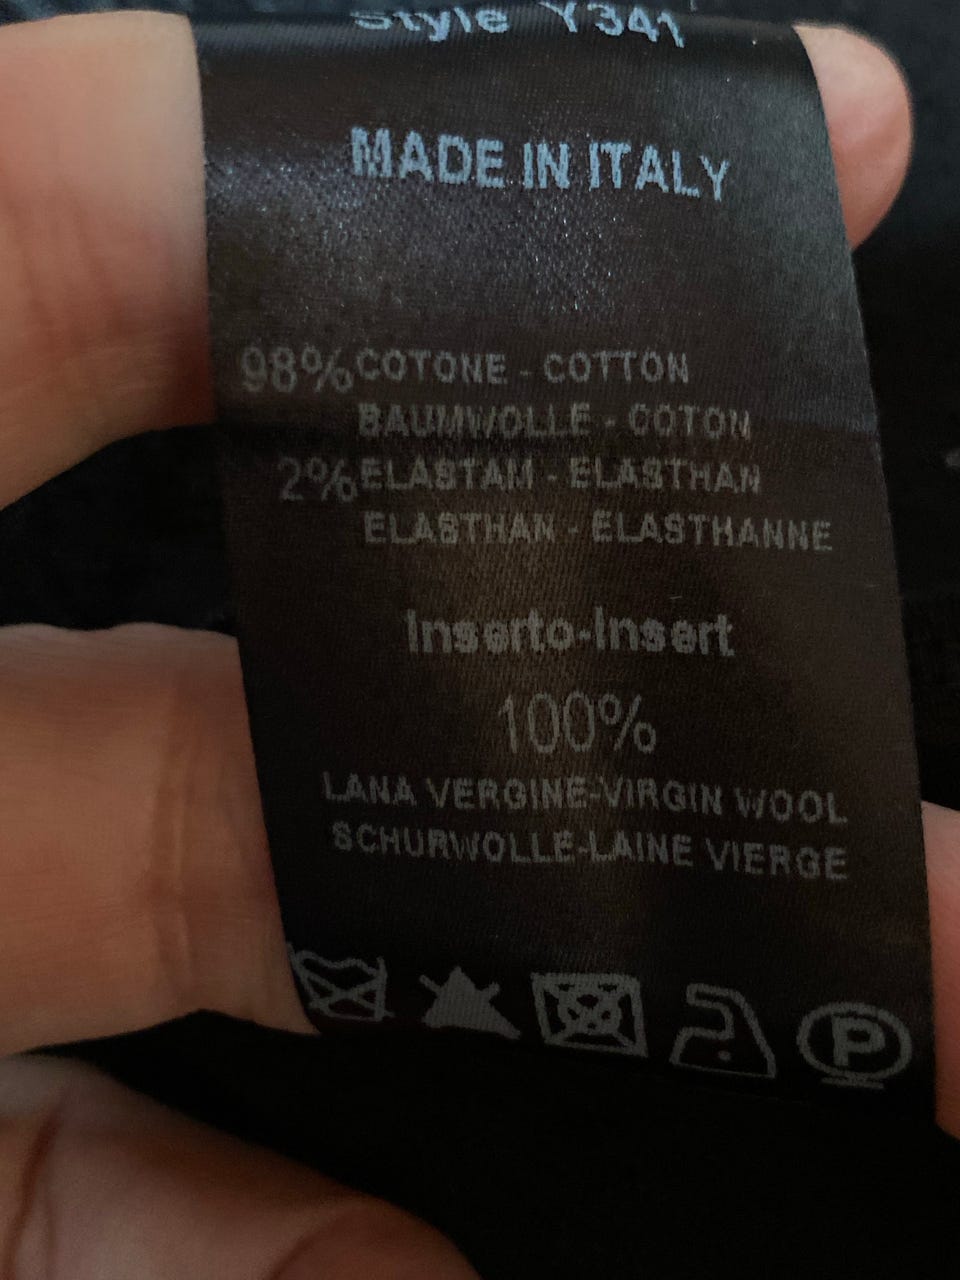 Style Y341
MADE IN ITALY
98% COTONE - COTTON
BAUMWOLLE - COTON
2% ELASTAM - ELASTHAN
ELASTHAN - ELASTHANNE
Inserto-Insert
100%
LANA VERGINE-VIRGIN WOOL
SCHURWOLLE-LAINE VIERGE
P